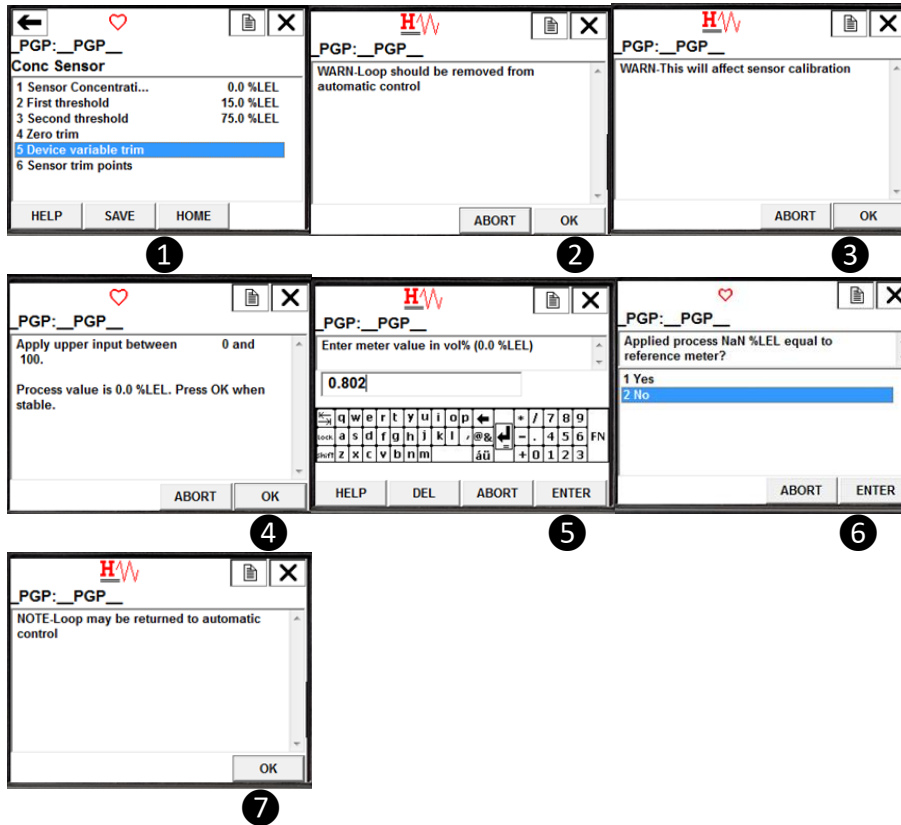 _PGP:__PGP__
Conc Sensor
1 Sensor Concentrati... 0.0 %LEL
2 First threshold 15.0 %LEL
3 Second threshold 75.0 %LEL
4 Zero trim
5 Device variable trim
6 Sensor trim points
HELP SAVE HOME
1
H
_PGP:__PGP__
WARN-Loop should be removed from
automatic control
ABORT OK
2
H
_PGP:__PGP__
WARN-This will affect sensor calibration
ABORT OK
3
_PGP:__PGP__
Apply upper input between 0 and
100.
Process value is 0.0 %LEL. Press OK when
stable.
ABORT OK
4
H
_PGP:__PGP__
Enter meter value in vol% (0.0 %LEL)
0.802
q w e r t y u i o p + / 7 8 9
Lock a s d f g h j k l , @& - . 4 5 6 FN
Shift z x c v b n m áü + 0 1 2 3
HELP DEL ABORT ENTER
5
_PGP:__PGP__
Applied process NaN %LEL equal to
reference meter?
1 Yes
2 No
ABORT ENTER
6
H
_PGP:__PGP__
NOTE-Loop may be returned to automatic
control
OK
7